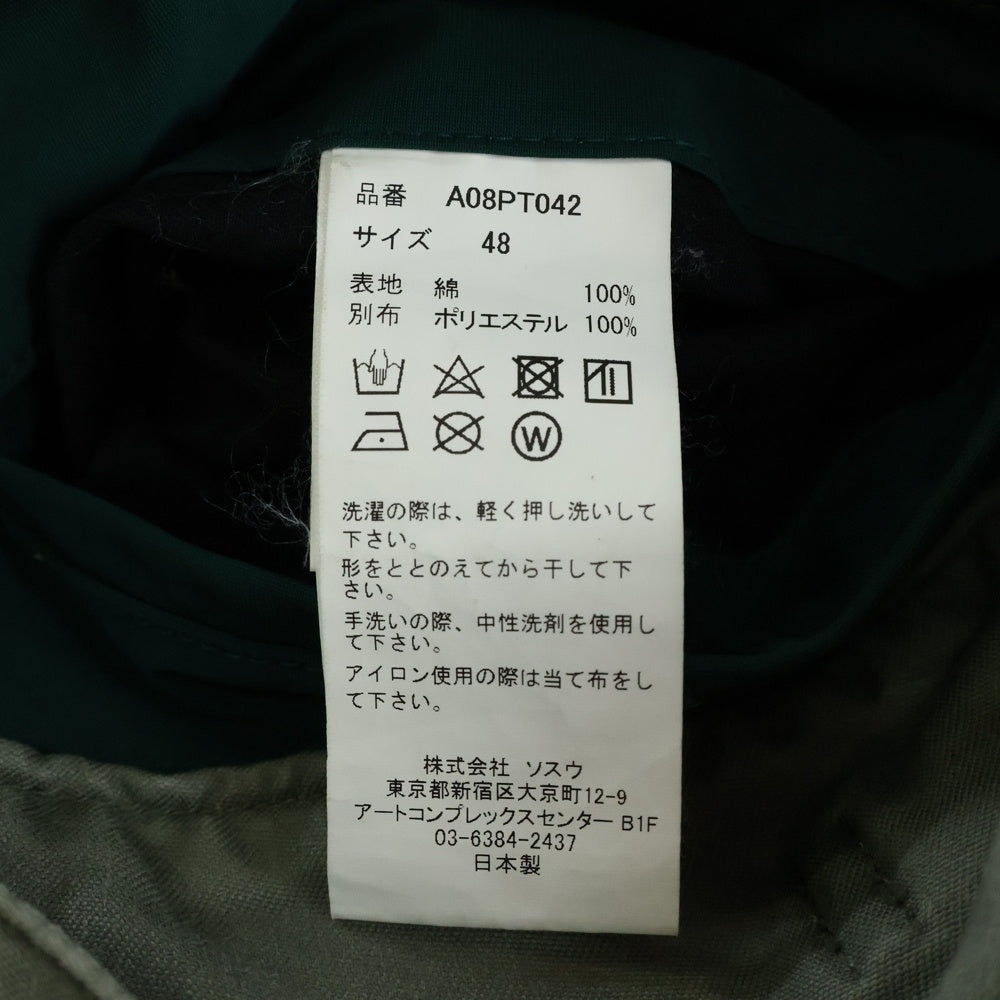 品番 A08PT042
サイズ 48
表地 綿 100%
別布 ポリエステル 100%
W
洗濯の際は、軽く押し洗いして
下さい。
形をととのえてから干して下
さい。
手洗いの際、中性洗剤を使用し
て下さい。
アイロン使用の際は当て布をし
て下さい。
株式会社 ソスウ
東京都新宿区大京町12-9
アートコンプレックスセンター B1F
03-6384-2437
日本製